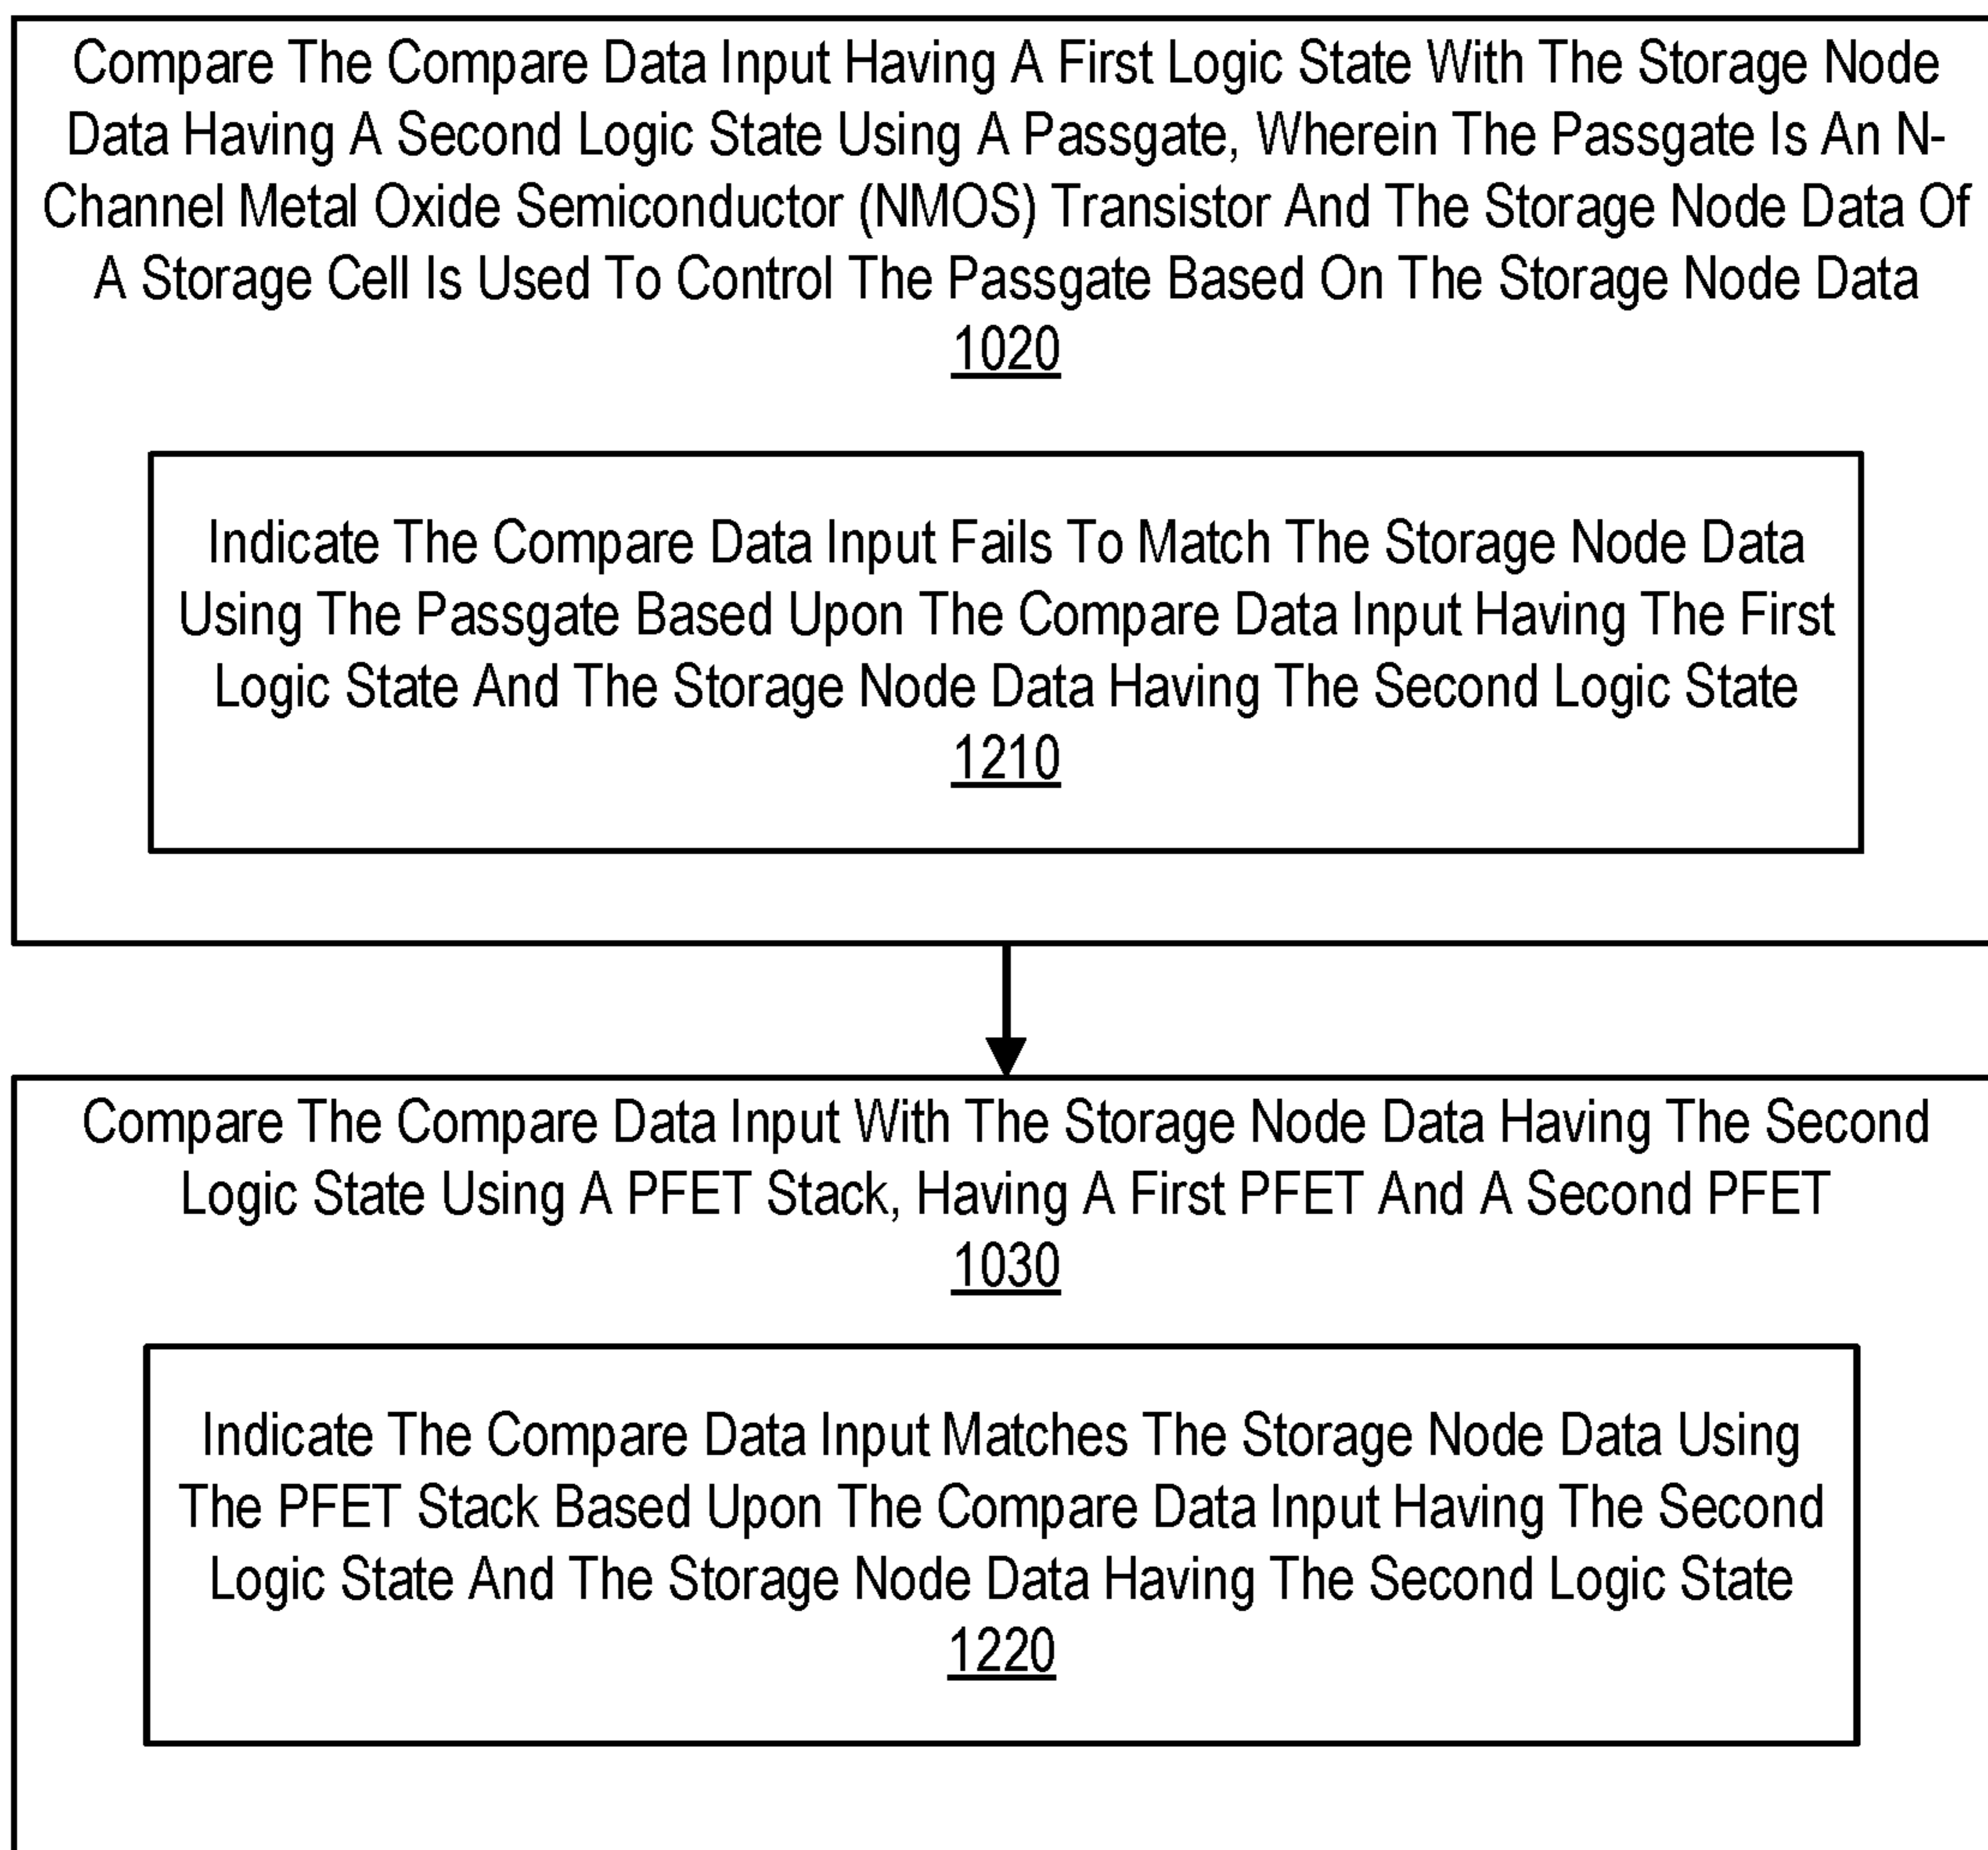 Compare The Compare Data Input Having A First Logic State With The Storage Node
Data Having A Second Logic State Using A Passgate, Wherein The Passgate Is An N-
Channel Metal Oxide Semiconductor (NMOS) Transistor And The Storage Node Data Of
A Storage Cell Is Used To Control The Passgate Based On The Storage Node Data
1020
Indicate The Compare Data Input Fails To Match The Storage Node Data
Using The Passgate Based Upon The Compare Data Input Having The First
Logic State And The Storage Node Data Having The Second Logic State
1210
Compare The Compare Data Input With The Storage Node Data Having The Second
Logic State Using A PFET Stack, Having A First PFET And A Second PFET
1030
Indicate The Compare Data Input Matches The Storage Node Data Using
The PFET Stack Based Upon The Compare Data Input Having The Second
Logic State And The Storage Node Data Having The Second Logic State
1220